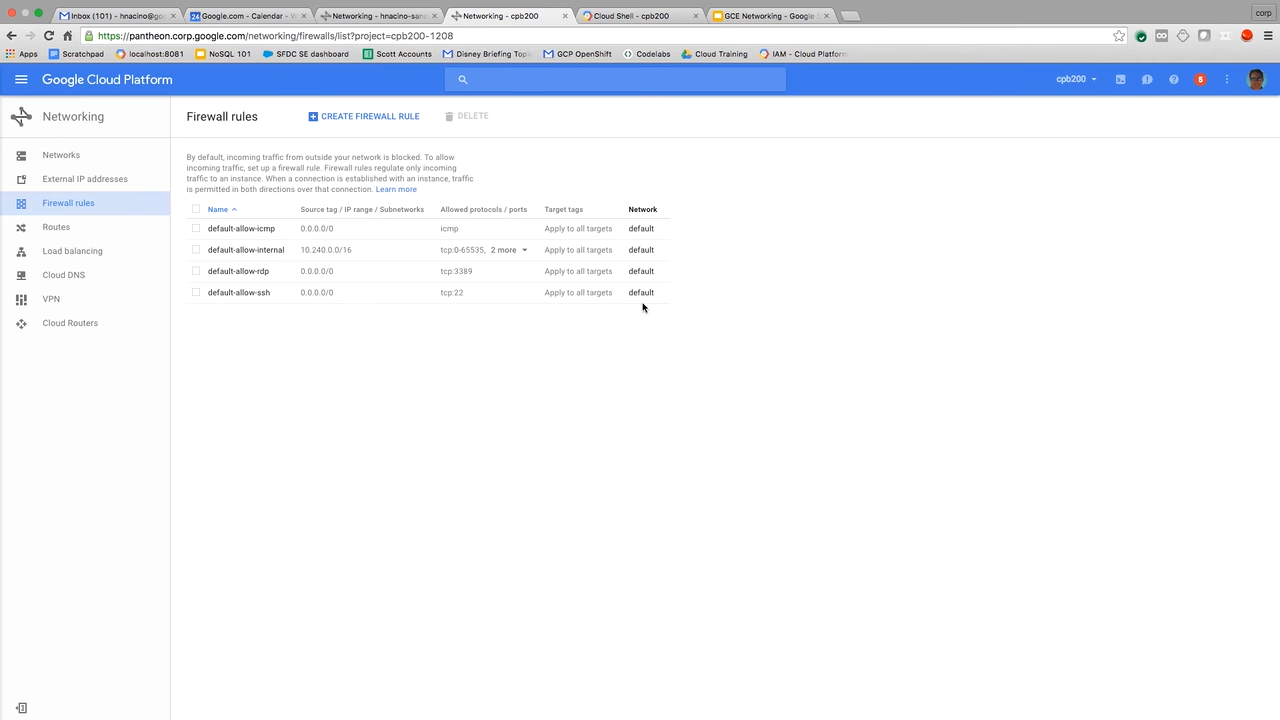 Inbox (101) - hnacino@goo
24 Google.com - Calendar - W
Networking - hnacino-san
Networking - cpb200
Cloud Shell - cpb200
GCE Networking - Google S
corp
https://pantheon.corp.google.com/networking/firewalls/list?project=cpb200-1208
Apps
Scratchpad
localhost:8081
NoSQL 101
SFDC SE dashboard
Scott Accounts
Disney Briefing Topi
GCP OpenShift
Codelabs
Cloud Training
IAM - Cloud Platform
Google Cloud Platform
cpb200
5
Networking
Firewall rules
CREATE FIREWALL RULE
DELETE
Networks
External IP addresses
Firewall rules
Routes
Load balancing
Cloud DNS
VPN
Cloud Routers
By default, incoming traffic from outside your network is blocked. To allow
incoming traffic, set up a firewall rule. Firewall rules regulate only incoming
traffic to an instance. When a connection is established with an instance, traffic
is permitted in both directions over that connection. Learn more
Name Source tag / IP range / Subnetworks Allowed protocols / ports Target tags Network
default-allow-icmp 0.0.0.0/0 icmp Apply to all targets default
default-allow-internal 10.240.0.0/16 tcp:0-65535, 2 more Apply to all targets default
default-allow-rdp 0.0.0.0/0 tcp:3389 Apply to all targets default
default-allow-ssh 0.0.0.0/0 tcp:22 Apply to all targets default